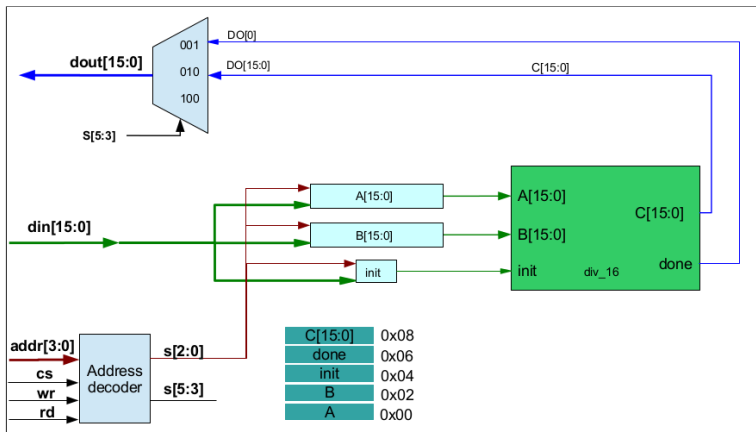 DO[0]
dout[15:0]
001
010
100
DO[15:0]
C[15:0]
S[5:3]
A[15:0]
A[15:0]
C[15:0]
din[15:0]
B[15:0]
B[15:0]
init
init
div_16
done
addr[3:0]
cs
wr
rd
Address
decoder
s[2:0]
s[5:3]
C[15:0] 0x08
done 0x06
init 0x04
B 0x02
A 0x00